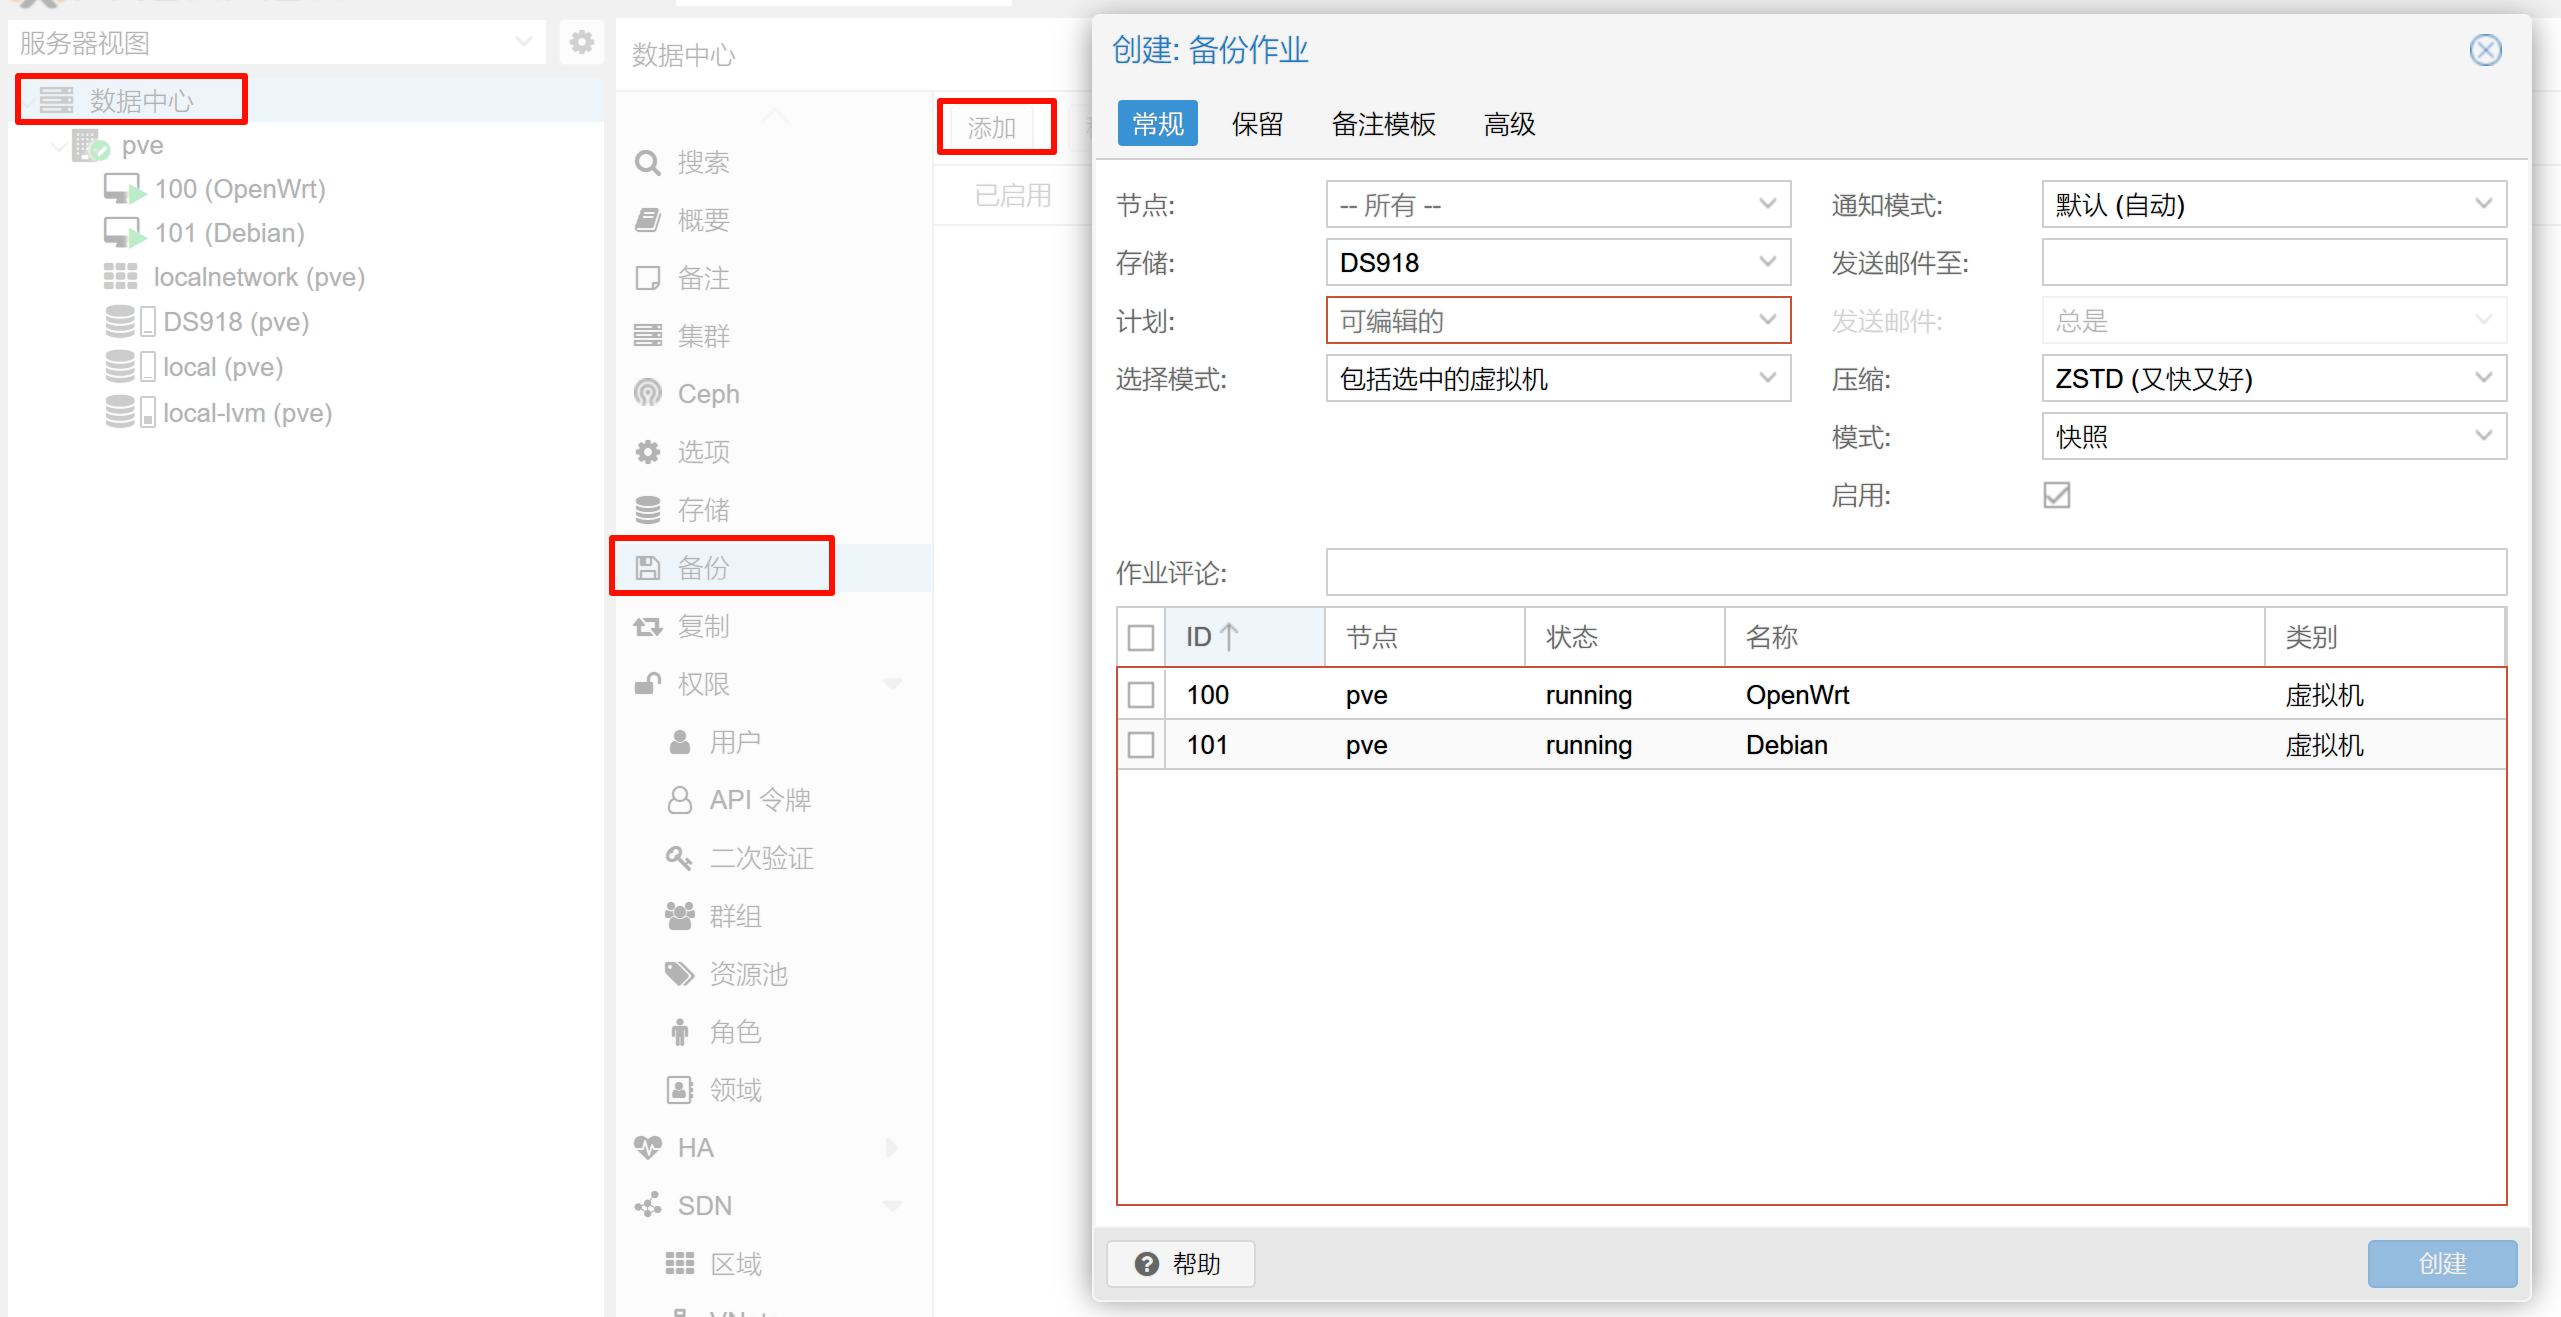 服务器视图
数据中心
pve
100 (OpenWrt)
101 (Debian)
localnetwork (pve)
DS918 (pve)
local (pve)
local-lvm (pve)
数据中心
搜索
概要
备注
集群
Ceph
选项
存储
备份
复制
权限
用户
API 令牌
二次验证
群组
资源池
角色
领域
HA
SDN
区域
添加
已启用
创建: 备份作业
常规 保留 备注模板 高级
节点: -- 所有 --
存储: DS918
计划: 可编辑的
选择模式: 包括选中的虚拟机
通知模式: 默认 (自动)
发送邮件至:
发送邮件: 总是
压缩: ZSTD (又快又好)
模式: 快照
启用:
作业评论:
ID 节点 状态 名称 类别
100 pve running OpenWrt 虚拟机
101 pve running Debian 虚拟机
帮助 创建